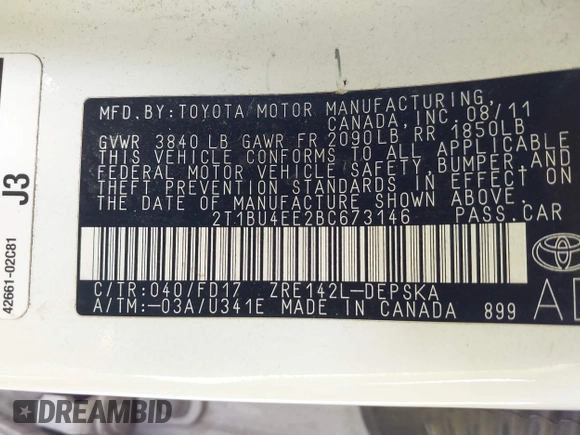 MFD. BY: TOYOTA MOTOR MANUFACTURING,
CANADA, INC. 08/11
GVWR 3840 LB GAWR FR 2090LB RR 1850LB
THIS VEHICLE CONFORMS TO ALL APPLICABLE
FEDERAL MOTOR VEHICLE SAFETY, BUMPER, AND
THEFT PREVENTION STANDARDS IN EFFECT ON
THE DATE OF MANUFACTURE SHOWN ABOVE.
2T1BU4EE2BC673146 PASS. CAR
C/TR: 040/FD17 ZRE142L-DEPSKA
A/TM: -03A/U341E MADE IN CANADA 899
TOYOTA
J3
42661-02C81
DREAMBID